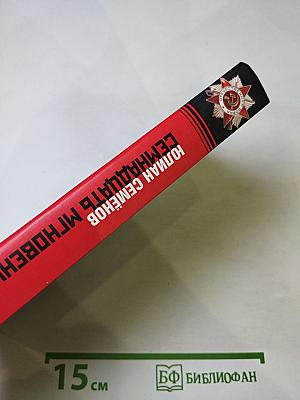 ЮЛИАН СЕМЁНОВ
СЕМНАДЦАТЬ МГНОВЕН
15 см
БФ БИБЛИОФАН